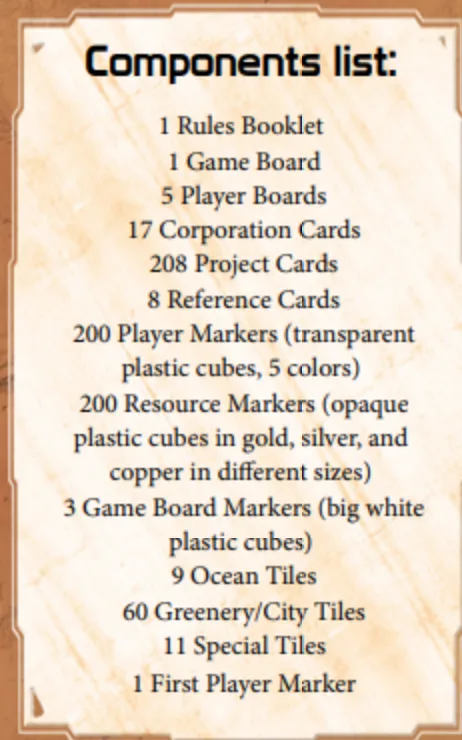 Components list:
1 Rules Booklet
1 Game Board
5 Player Boards
17 Corporation Cards
208 Project Cards
8 Reference Cards
200 Player Markers (transparent
plastic cubes, 5 colors)
200 Resource Markers (opaque
plastic cubes in gold, silver, and
copper in different sizes)
3 Game Board Markers (big white
plastic cubes)
9 Ocean Tiles
60 Greenery/City Tiles
11 Special Tiles
1 First Player Marker